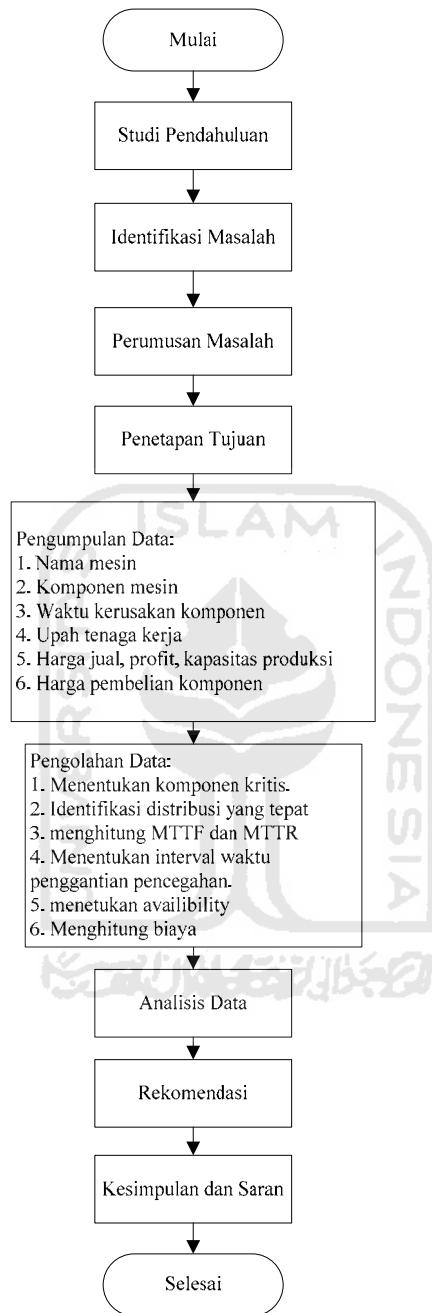 Mulai
Studi Pendahuluan
Identifikasi Masalah
Perumusan Masalah
Penetapan Tujuan
ISLAM
UNIVERSITAS
INDONESIA
Pengumpulan Data:
1. Nama mesin
2. Komponen mesin
3. Waktu kerusakan komponen
4. Upah tenaga kerja
5. Harga jual, profit, kapasitas produksi
6. Harga pembelian komponen
Pengolahan Data:
1. Menentukan komponen kritis.
2. Identifikasi distribusi yang tepat
3. menghitung MTTF dan MTTR
4. Menentukan interval waktu
penggantian pencegahan.
5. menetukan availibility
6. Menghitung biaya
Analisis Data
Rekomendasi
Kesimpulan dan Saran
Selesai